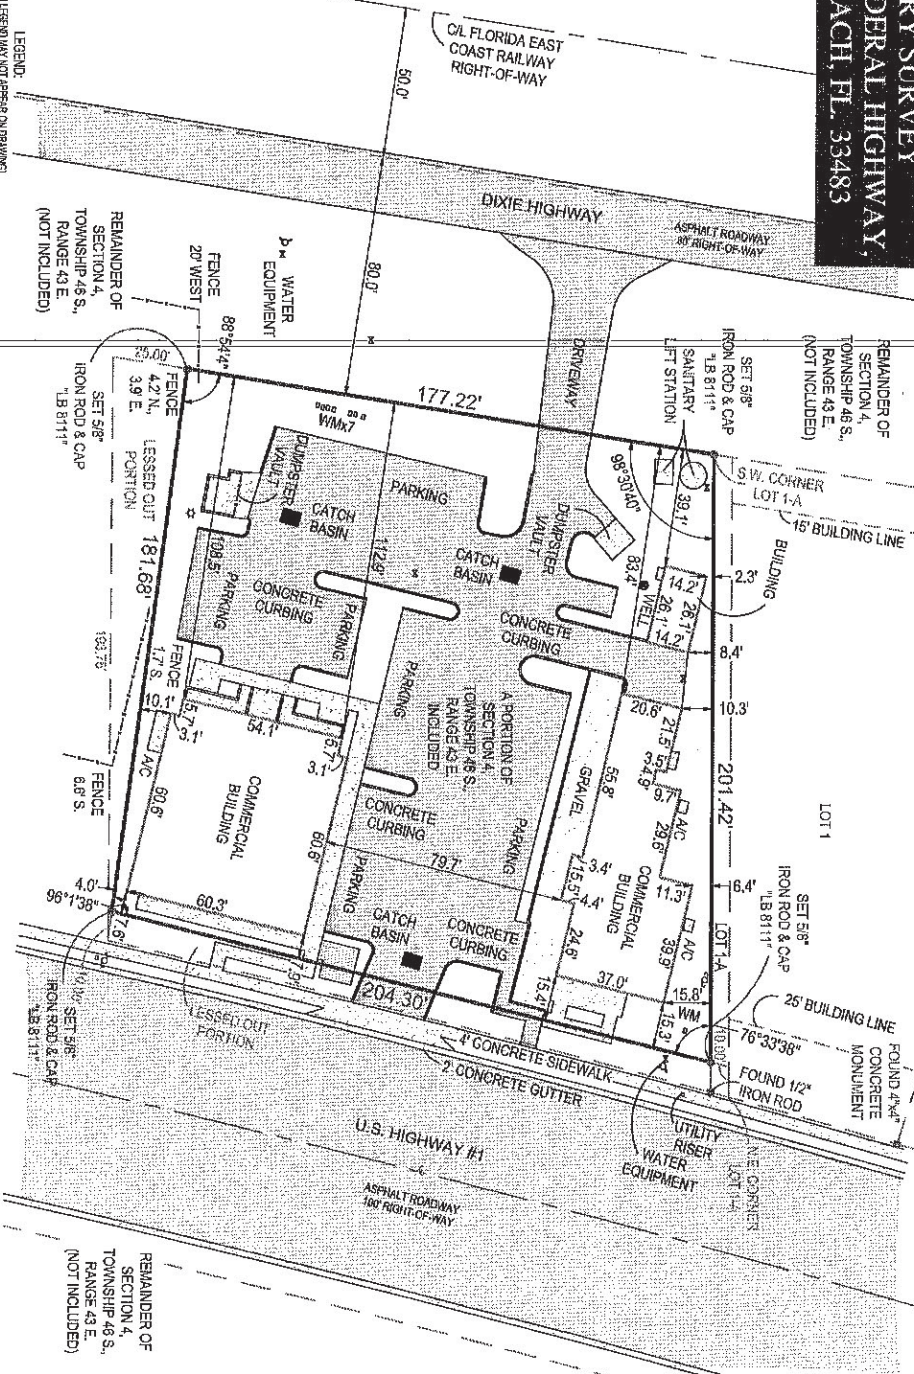 RY SURVEY
DERAL HIGHWAY,
ACH, FL. 33483
C/L FLORIDA EAST
COAST RAILWAY
RIGHT-OF-WAY
50.0'
LEGEND:
DIXIE HIGHWAY
ASPHALT ROADWAY
80' RIGHT-OF-WAY
REMAINDER OF
SECTION 4,
TOWNSHIP 46 S.,
RANGE 43 E.
(NOT INCLUDED)
FENCE
20' WEST
WATER
EQUIPMENT
80.0'
88°54'4"
25.00'
SET 5/8"
IRON ROD & CAP
"LB 8111"
FENCE
4.2' N.,
3.9' E.
LESSED OUT
PORTION
181.68'
177.22'
WMx7
DUMPSTER
VAULT
CATCH
BASIN
PARKING
DRIVEWAY
SET 5/8"
IRON ROD & CAP
"LB 8111"
SANITARY
LIFT STATION
REMAINDER OF
SECTION 4,
TOWNSHIP 46 S.,
RANGE 43 E.
(NOT INCLUDED)
S.W. CORNER
LOT 1-A
15' BUILDING LINE
BUILDING
98°30'40"
39.1'
83.4'
DUMPSTER
VAULT
CATCH
BASIN
WELL
14.2'
26.1'
26.1'
14.2'
2.3'
8.4'
10.3'
108.5'
112.9'
PARKING
CONCRETE
CURBING
PARKING
CONCRETE
CURBING
PARKING
A PORTION OF
SECTION 4,
TOWNSHIP 46 S.,
RANGE 43 E.
INCLUDED
FENCE
1.7' S.
10.1'
15.7'
3.1'
54.1'
15.7'
3.1'
A/C
60.6'
COMMERCIAL
BUILDING
60.6'
60.3'
CONCRETE
CURBING
PARKING
79.7'
PARKING
GRAVEL
55.8'
20.6'
21.5'
3.5'
4.9'
9.7'
A/C
29.6'
11.3'
A/C
39.9'
COMMERCIAL
BUILDING
3.4'
15.5'
4.4'
24.6'
37.0'
15.4'
15.8'
WM
15.3'
6.4'
201.42'
LOT 1
LOT 1-A
SET 5/8"
IRON ROD & CAP
"LB 8111"
25' BUILDING LINE
FOUND 4"x4"
CONCRETE
MONUMENT
76°33'38"
10.00'
FOUND 1/2"
IRON ROD
N.E. CORNER
LOT 1-A
UTILITY
RISER
WATER
EQUIPMENT
FENCE
6.6' S.
4.0'
96°1'38"
SET 5/8"
IRON ROD & CAP
"LB 8111"
LESSED OUT
PORTION
CATCH
BASIN
CONCRETE
CURBING
204.30'
4' CONCRETE SIDEWALK
2' CONCRETE GUTTER
U.S. HIGHWAY #1
ASPHALT ROADWAY
100' RIGHT-OF-WAY
REMAINDER OF
SECTION 4,
TOWNSHIP 46 S.,
RANGE 43 E.
(NOT INCLUDED)